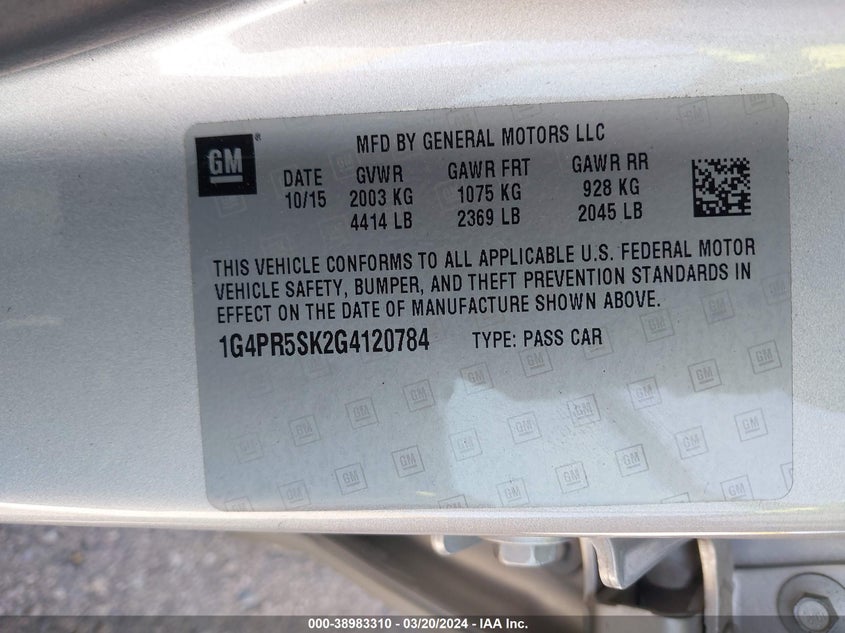 GM
®
MFD BY GENERAL MOTORS LLC
DATE GVWR GAWR FRT GAWR RR
10/15 2003 KG 1075 KG 928 KG
4414 LB 2369 LB 2045 LB
THIS VEHICLE CONFORMS TO ALL APPLICABLE U.S. FEDERAL MOTOR
VEHICLE SAFETY, BUMPER, AND THEFT PREVENTION STANDARDS IN
EFFECT ON THE DATE OF MANUFACTURE SHOWN ABOVE.
1G4PR5SK2G4120784 TYPE: PASS CAR
000-38983310 - 03/20/2024 - IAA Inc.